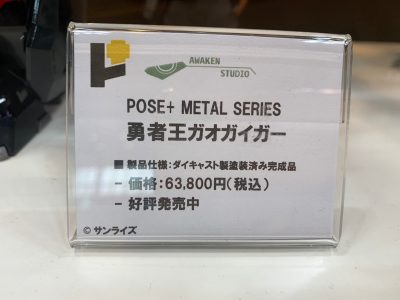 AWAKEN
STUDIO
POSE+ METAL SERIES
勇者王ガオガイガー
■ 製品仕様:ダイキャスト製塗装済み完成品
- 価格:63,800円(税込)
- 好評発売中
© サンライズ